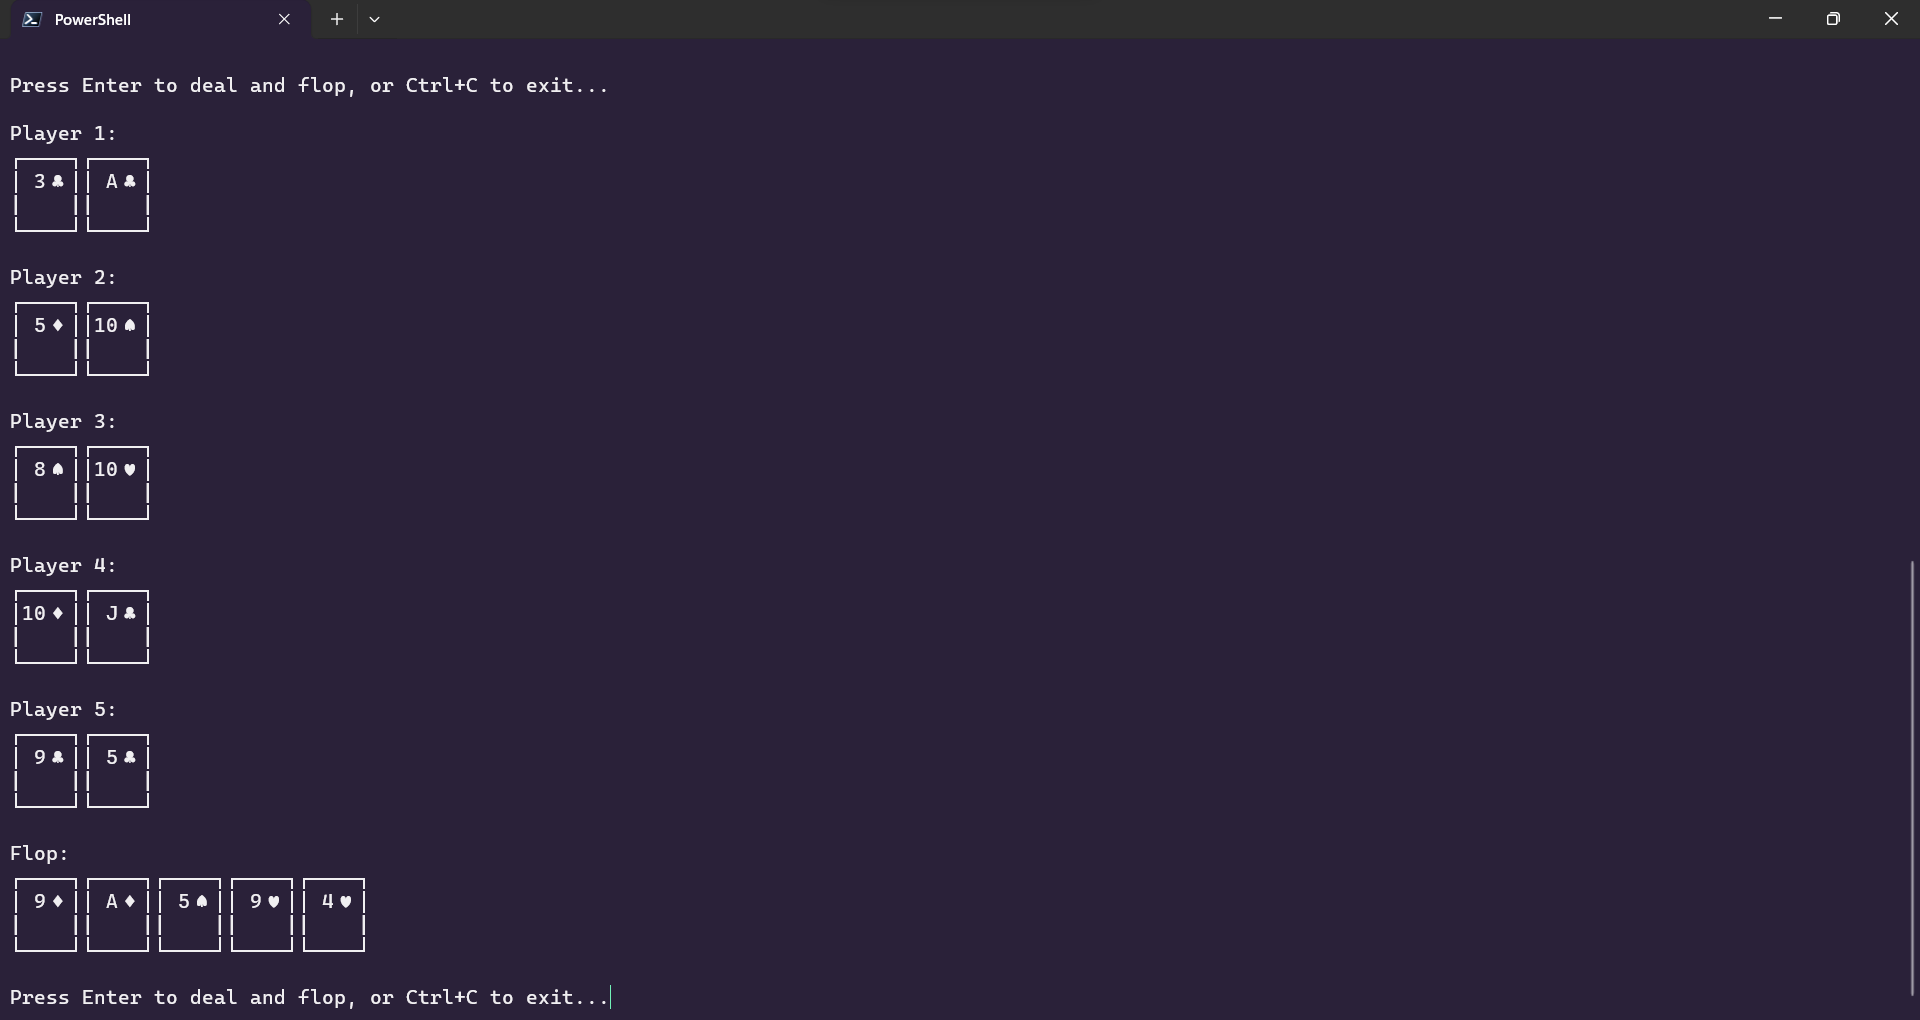 PowerShell
Press Enter to deal and flop, or Ctrl+C to exit...
Player 1:
3♣ A♣
Player 2:
5♦ 10♠
Player 3:
8♠ 10♥
Player 4:
10♦ J♣
Player 5:
9♣ 5♣
Flop:
9♦ A♦ 5♠ 9♥ 4♥
Press Enter to deal and flop, or Ctrl+C to exit...